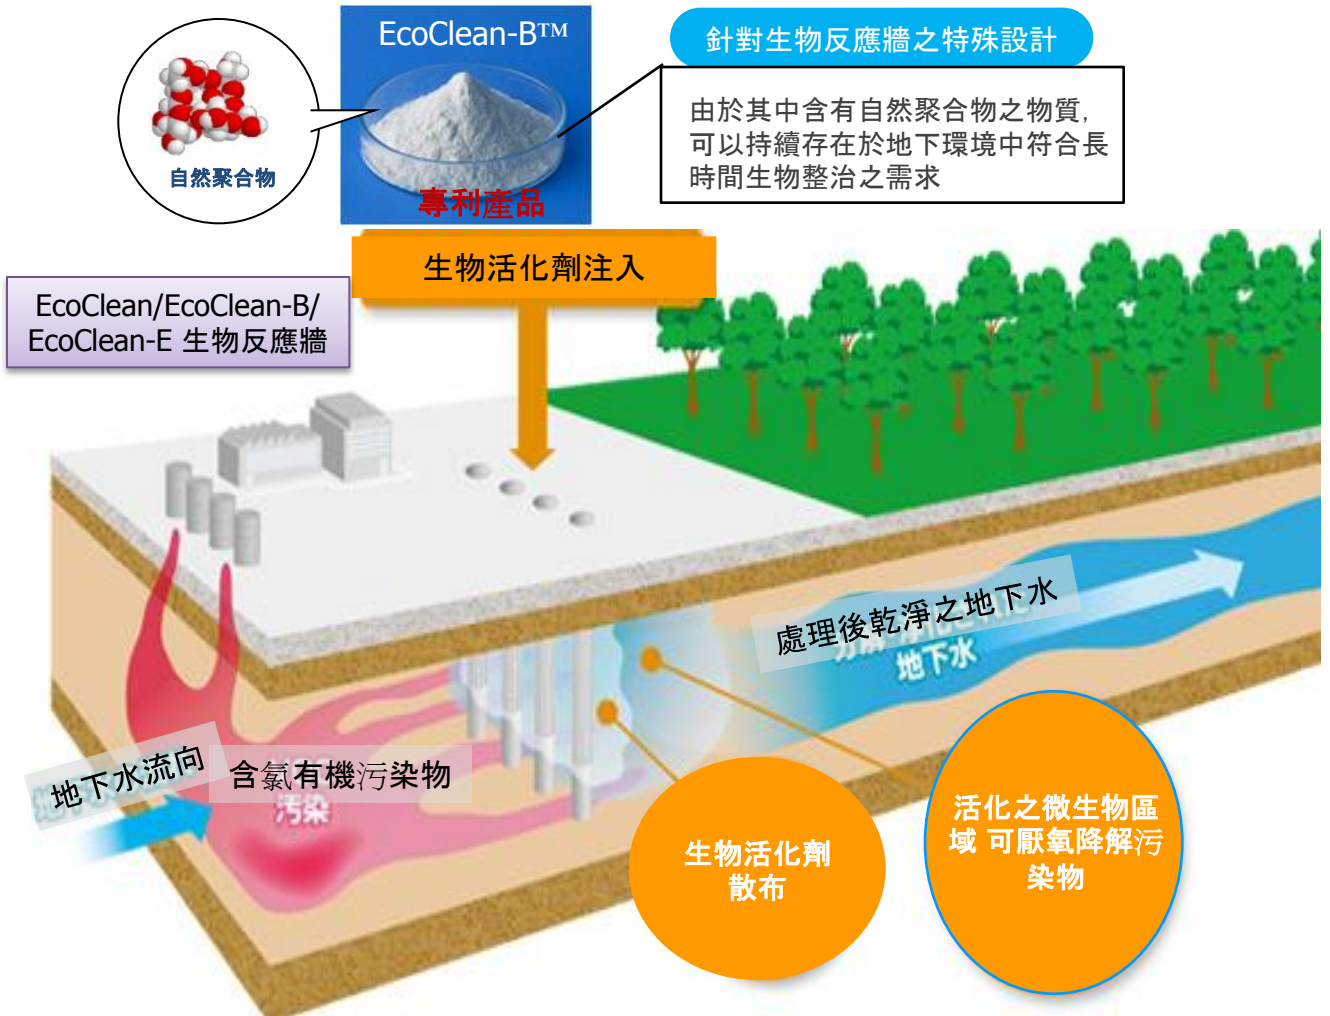 EcoClean-B™
針對生物反應牆之特殊設計
由於其中含有自然聚合物之物質,
可以持續存在於地下環境中符合長
時間生物整治之需求
自然聚合物
專利產品
生物活化劑注入
EcoClean/EcoClean-B/
EcoClean-E 生物反應牆
處理後乾淨之地下水
地下水
地下水流向
含氯有機污染物
汚染
生物活化劑
散布
活化之微生物區
域 可厭氧降解污
染物